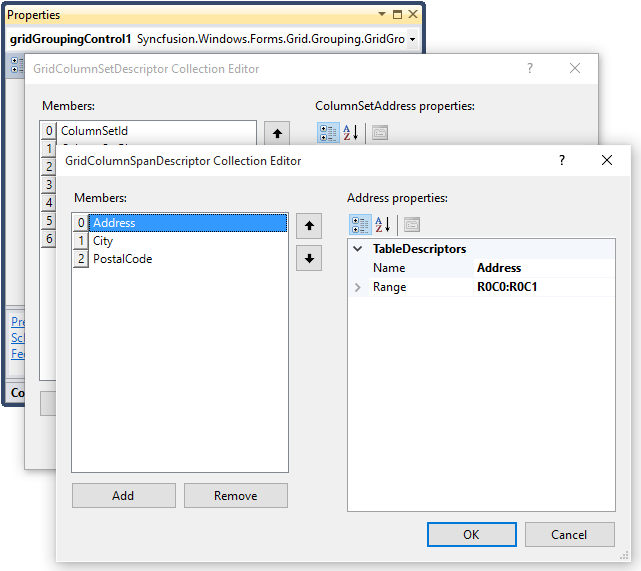 Properties
gridGroupingControl1 Syncfusion.Windows.Forms.Grid.Grouping.GridGro
GridColumnSetDescriptor Collection Editor
Members:
ColumnSetAddress properties:
0 ColumnSetId
1
2
3
4
5
6
GridColumnSpanDescriptor Collection Editor
Members:
Address properties:
0 Address
1 City
2 PostalCode
TableDescriptors
Name Address
Range R0C0:R0C1
Pre
Sch
Fee
Co
Add
Remove
OK
Cancel